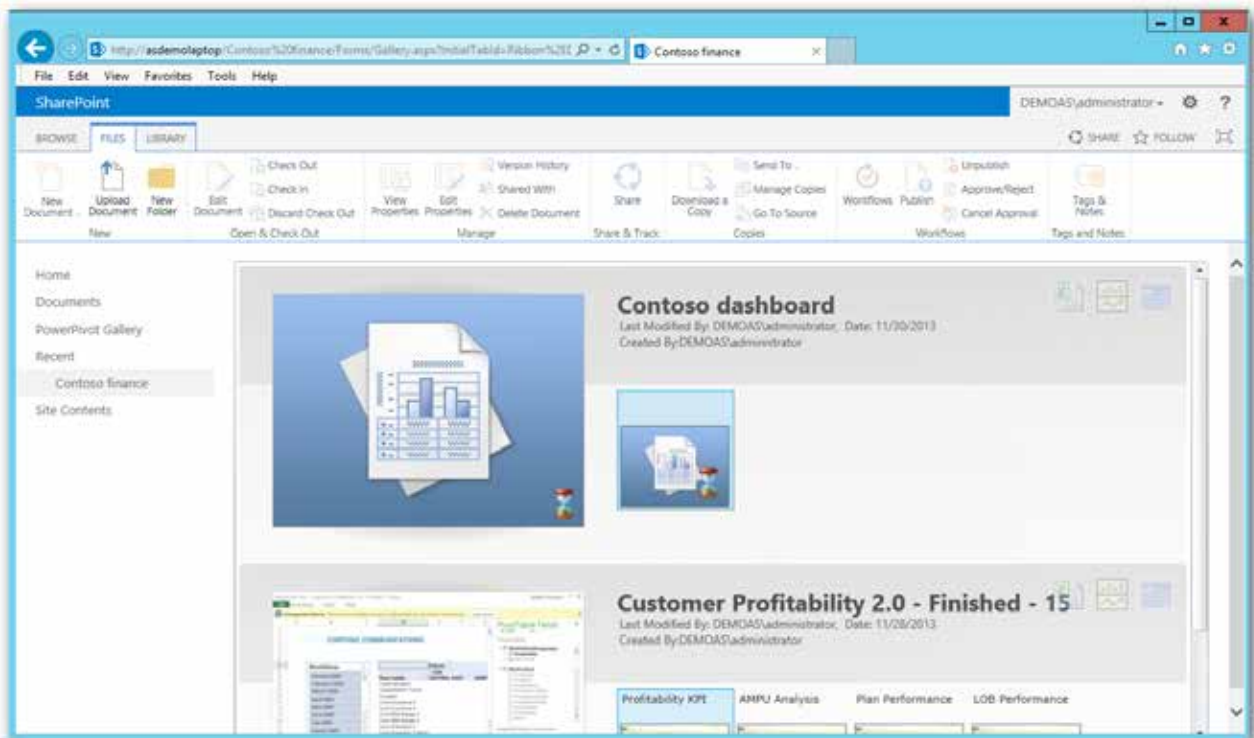 http://asdemolaptop/Contoso%20finance/Forms/Gallery.aspx?InitialTabId=Ribbon%2E
Contoso finance
File Edit View Favorites Tools Help
SharePoint
DEMOAS\administrator
?
BROWSE FILES LIBRARY
SHARE FOLLOW
New Document
Upload Document
New Folder
New
Edit Document
Check Out
Check In
Discard Check Out
Open & Check Out
View Properties
Edit Properties
Version History
Shared With
Delete Document
Manage
Share
Share & Track
Download a Copy
Send To
Manage Copies
Go To Source
Copies
Workflows
Publish
Unpublish
Approve/Reject
Cancel Approval
Workflows
Tags & Notes
Tags and Notes
Home
Documents
PowerPivot Gallery
Recent
Contoso finance
Site Contents
Contoso dashboard
Last Modified By: DEMOAS\administrator, Date: 11/30/2013
Created By:DEMOAS\administrator
Customer Profitability 2.0 - Finished - 15
Last Modified By: DEMOAS\administrator, Date: 11/28/2013
Created By:DEMOAS\administrator
CONTOSO COMMUNICATIONS
Profitability KPI
AMPU Analysis
Plan Performance
LOB Performance